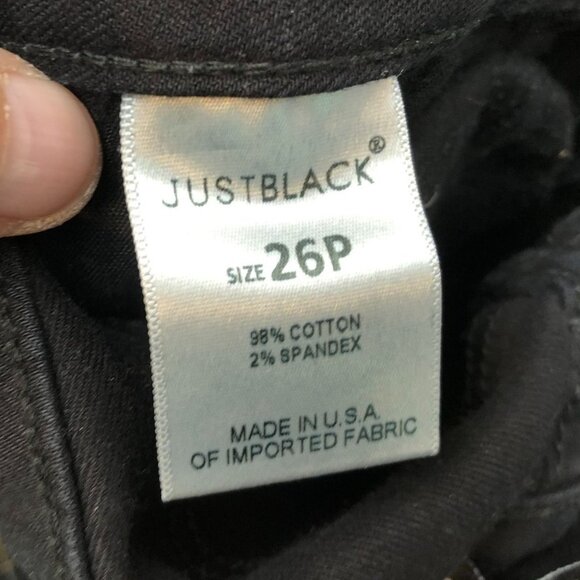 JUSTBLACK®
SIZE 26P
98% COTTON
2% SPANDEX
MADE IN U.S.A.
OF IMPORTED FABRIC